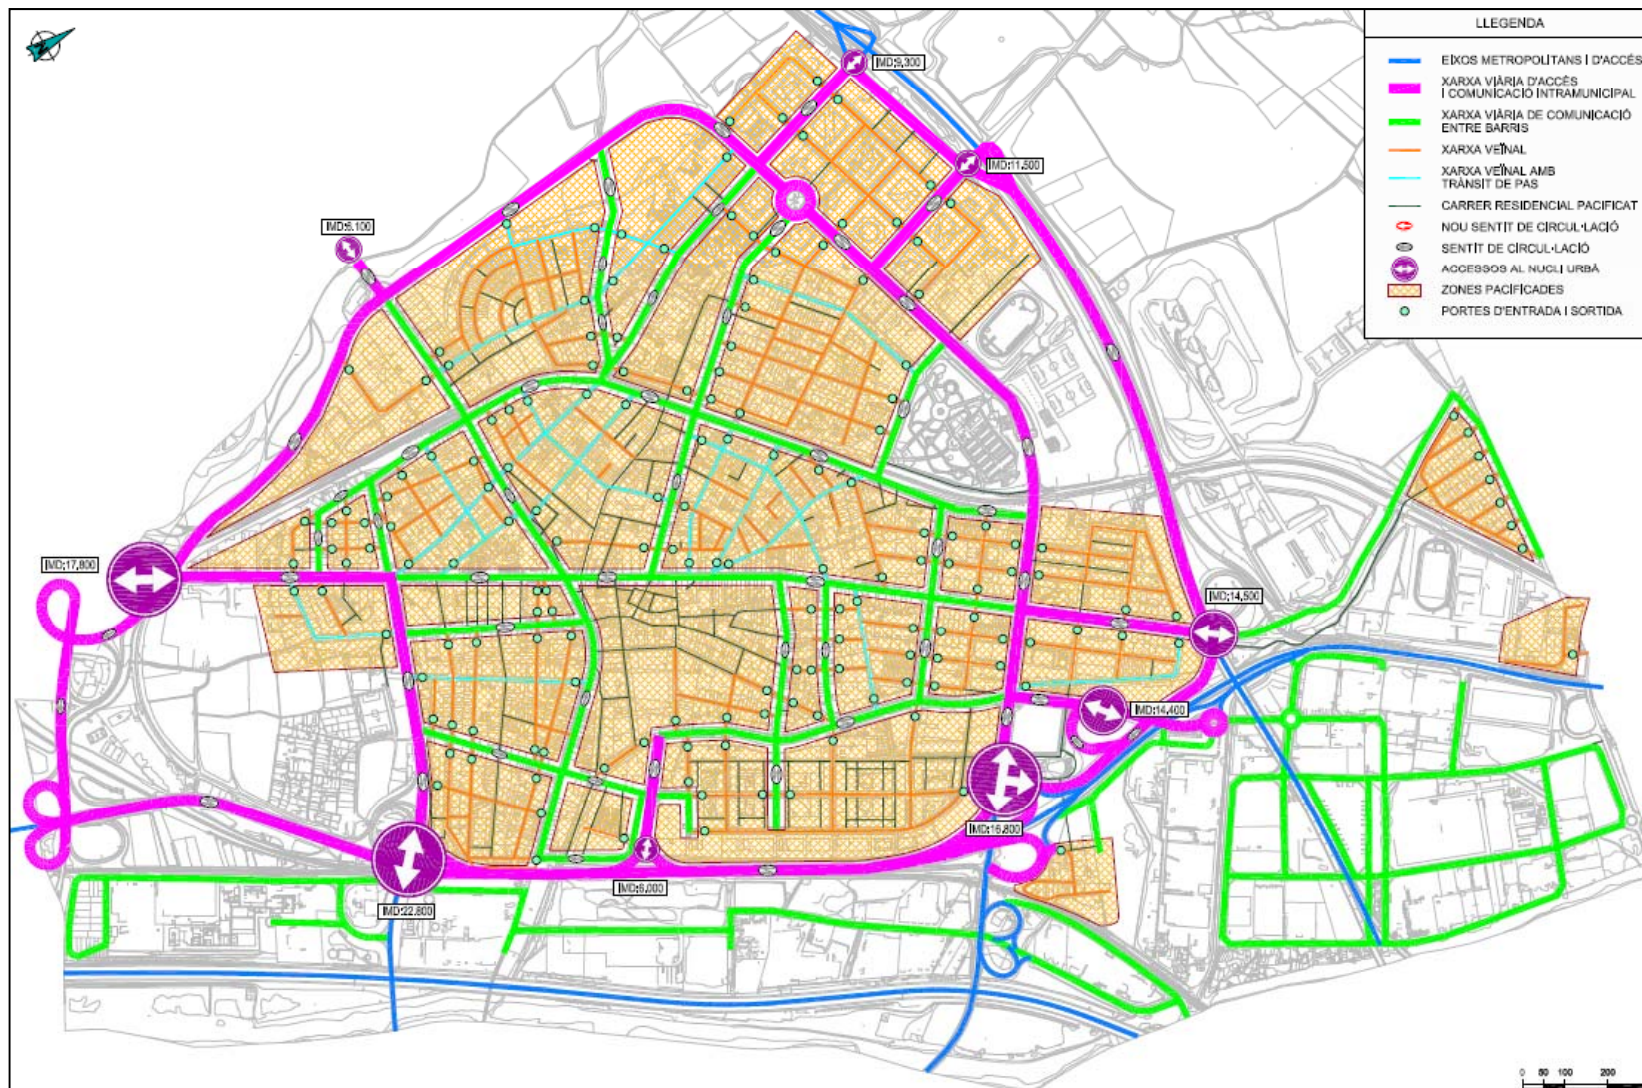 LLEGENDA
EIXOS METROPOLITANS I D'ACCÉS
XARXA VIÀRIA D'ACCÉS
I COMUNICACIÓ INTRAMUNICIPAL
XARXA VIÀRIA DE COMUNICACIÓ
ENTRE BARRIS
XARXA VEÏNAL
XARXA VEÏNAL AMB
TRÀNSIT DE PAS
CARRER RESIDENCIAL PACIFICAT
NOU SENTIT DE CIRCUL·LACIÓ
SENTIT DE CIRCUL·LACIÓ
ACCESSOS AL NUCLI URBÀ
ZONES PACIFICADES
PORTES D'ENTRADA I SORTIDA
IMD:9,300
IMD:11,500
IMD:6.100
IMD:17,800
IMD:14,500
IMD:14,400
IMD:16,800
IMD:6,000
IMD:22,800
0 50 100 200